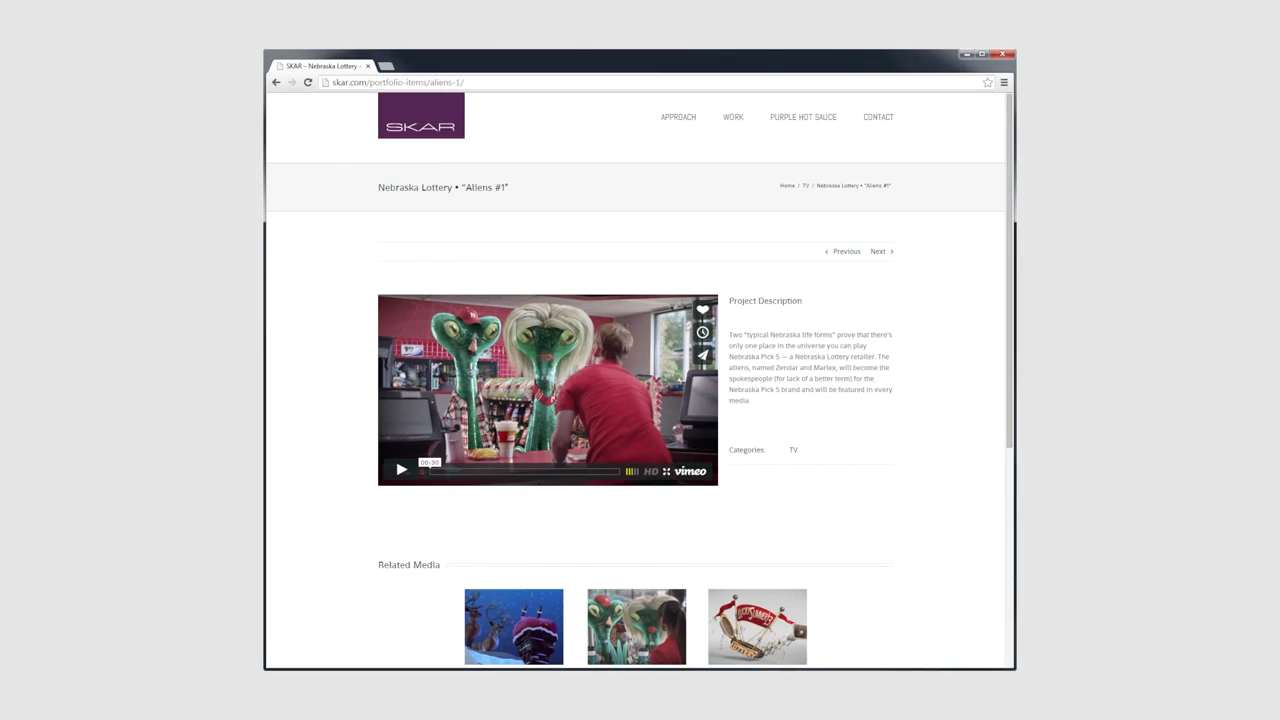 SKAR – Nebraska Lottery •
skar.com/portfolio-items/aliens-1/
SKAR
APPROACH WORK PURPLE HOT SAUCE CONTACT
Nebraska Lottery • "Aliens #1"
Home / TV / Nebraska Lottery • "Aliens #1"
Previous Next
Project Description
Two "typical Nebraska life forms" prove that there's
only one place in the universe you can play
Nebraska Pick 5 — a Nebraska Lottery retailer. The
aliens, named Zendar and Marlex, will become the
spokespeople (for lack of a better term) for the
Nebraska Pick 5 brand and will be featured in every
media.
N
00:30
HD vimeo
Categories: TV
Related Media